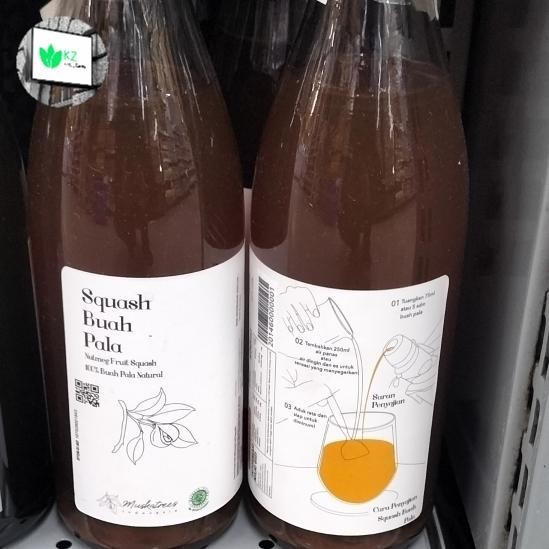 KZ
Squash
Buah
Pala
Nutmeg Fruit Squash
100% Buah Pala Natural
Musketrees
01 Tuangkan 75ml
atau 5 sdm
buah pala
02 Tambahkan 250ml
air panas
atau
air dingin dan es untuk
sensasi yang menyegarkan
Saran
Penyajian
03 Aduk rata dan
siap untuk
diminum!
Cara Penyajian
Squash Buah
Pala